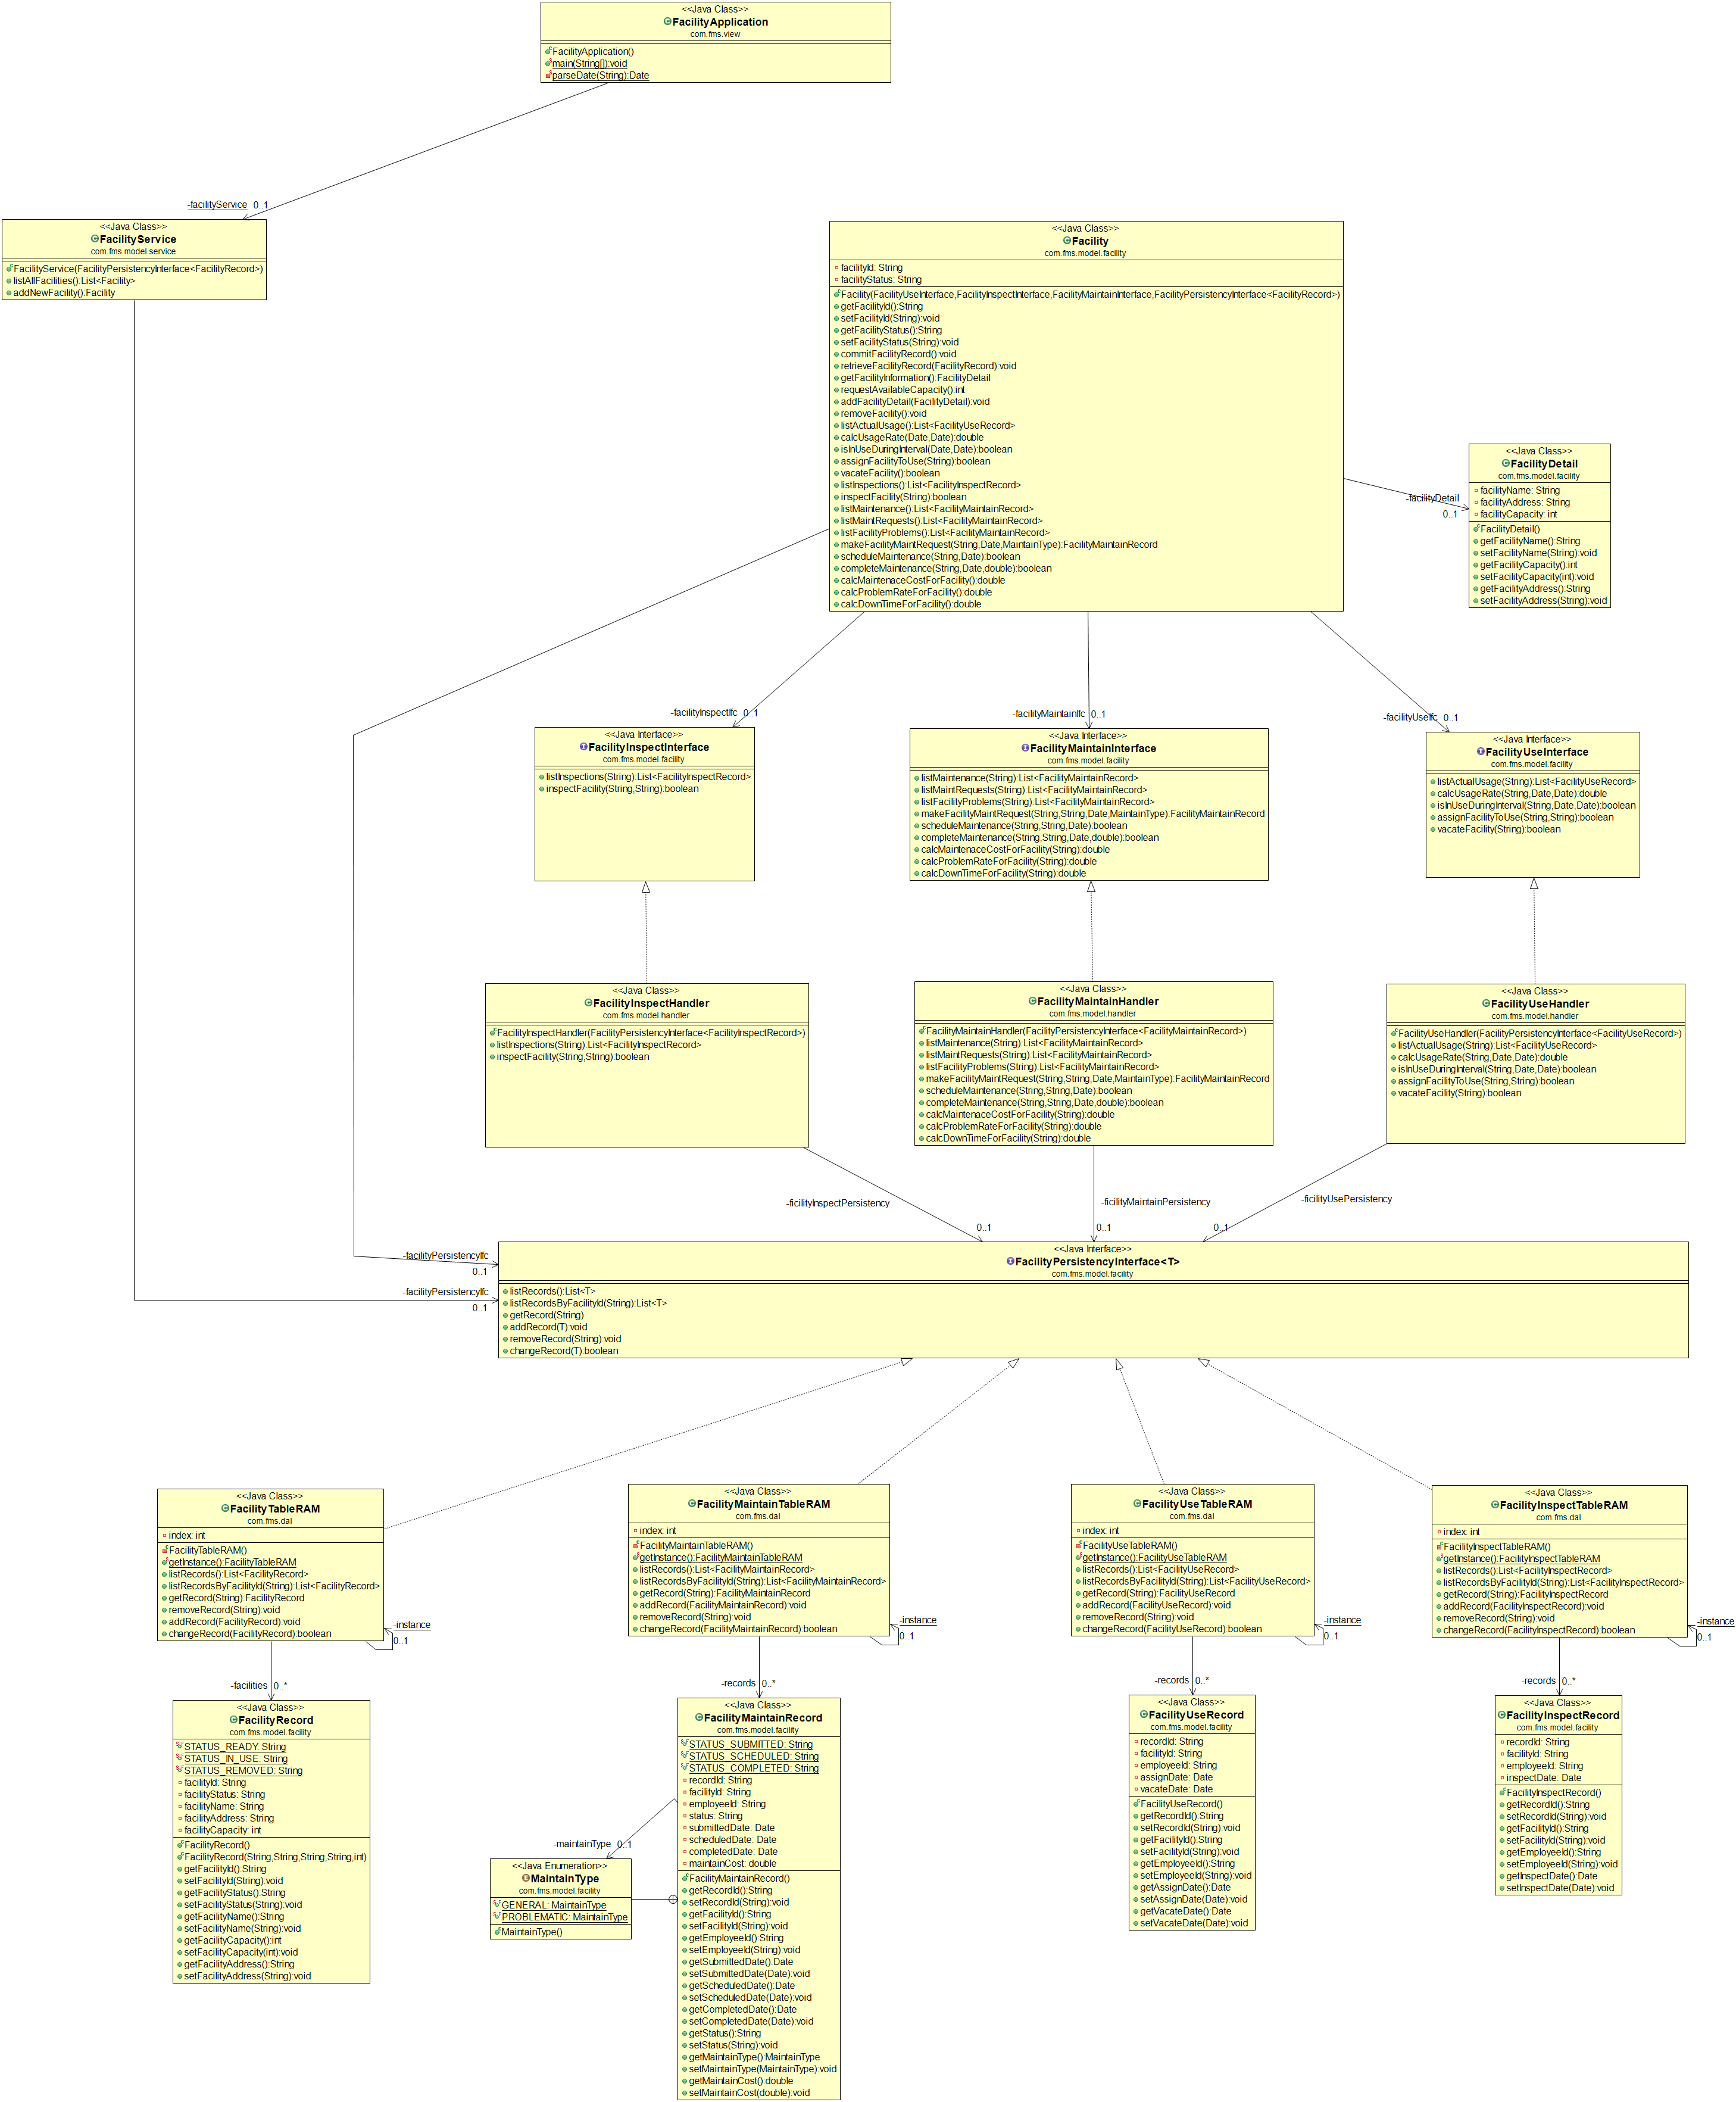 <<Java Class>>
FacilityApplication
com.fms.view
FacilityApplication()
main(String[]):void
parseDate(String):Date
-facilityService 0..1
<<Java Class>>
FacilityService
com.fms.model.service
FacilityService(FacilityPersistencyInterface<FacilityRecord>)
listAllFacilities():List<Facility>
addNewFacility():Facility
<<Java Class>>
Facility
com.fms.model.facility
facilityId: String
facilityStatus: String
Facility(FacilityUseInterface,FacilityInspectInterface,FacilityMaintainInterface,FacilityPersistencyInterface<FacilityRecord>)
getFacilityId():String
setFacilityId(String):void
getFacilityStatus():String
setFacilityStatus(String):void
commitFacilityRecord():void
retrieveFacilityRecord(FacilityRecord):void
getFacilityInformation():FacilityDetail
requestAvailableCapacity():int
addFacilityDetail(FacilityDetail):void
removeFacility():void
listActualUsage():List<FacilityUseRecord>
calcUsageRate(Date,Date):double
isInUseDuringInterval(Date,Date):boolean
assignFacilityToUse(String):boolean
vacateFacility():boolean
listInspections():List<FacilityInspectRecord>
inspectFacility(String):boolean
listMaintenance():List<FacilityMaintainRecord>
listMaintRequests():List<FacilityMaintainRecord>
listFacilityProblems():List<FacilityMaintainRecord>
makeFacilityMaintRequest(String,Date,MaintainType):FacilityMaintainRecord
scheduleMaintenance(String,Date):boolean
completeMaintenance(String,Date,double):boolean
calcMaintenaceCostForFacility():double
calcProblemRateForFacility():double
calcDownTimeForFacility():double
-facilityDetail
0..1
<<Java Class>>
FacilityDetail
com.fms.model.facility
facilityName: String
facilityAddress: String
facilityCapacity: int
FacilityDetail()
getFacilityName():String
setFacilityName(String):void
getFacilityCapacity():int
setFacilityCapacity(int):void
getFacilityAddress():String
setFacilityAddress(String):void
-facilityInspectIfc 0..1
-facilityMaintainIfc 0..1
-facilityUseIfc 0..1
<<Java Interface>>
FacilityInspectInterface
com.fms.model.facility
listInspections(String):List<FacilityInspectRecord>
inspectFacility(String,String):boolean
<<Java Interface>>
FacilityMaintainInterface
com.fms.model.facility
listMaintenance(String):List<FacilityMaintainRecord>
listMaintRequests(String):List<FacilityMaintainRecord>
listFacilityProblems(String):List<FacilityMaintainRecord>
makeFacilityMaintRequest(String,String,Date,MaintainType):FacilityMaintainRecord
scheduleMaintenance(String,String,Date):boolean
completeMaintenance(String,String,Date,double):boolean
calcMaintenaceCostForFacility(String):double
calcProblemRateForFacility(String):double
calcDownTimeForFacility(String):double
<<Java Interface>>
FacilityUseInterface
com.fms.model.facility
listActualUsage(String):List<FacilityUseRecord>
calcUsageRate(String,Date,Date):double
isInUseDuringInterval(String,Date,Date):boolean
assignFacilityToUse(String,String):boolean
vacateFacility(String):boolean
<<Java Class>>
FacilityInspectHandler
com.fms.model.handler
FacilityInspectHandler(FacilityPersistencyInterface<FacilityInspectRecord>)
listInspections(String):List<FacilityInspectRecord>
inspectFacility(String,String):boolean
<<Java Class>>
FacilityMaintainHandler
com.fms.model.handler
FacilityMaintainHandler(FacilityPersistencyInterface<FacilityMaintainRecord>)
listMaintenance(String):List<FacilityMaintainRecord>
listMaintRequests(String):List<FacilityMaintainRecord>
listFacilityProblems(String):List<FacilityMaintainRecord>
makeFacilityMaintRequest(String,String,Date,MaintainType):FacilityMaintainRecord
scheduleMaintenance(String,String,Date):boolean
completeMaintenance(String,String,Date,double):boolean
calcMaintenaceCostForFacility(String):double
calcProblemRateForFacility(String):double
calcDownTimeForFacility(String):double
<<Java Class>>
FacilityUseHandler
com.fms.model.handler
FacilityUseHandler(FacilityPersistencyInterface<FacilityUseRecord>)
listActualUsage(String):List<FacilityUseRecord>
calcUsageRate(String,Date,Date):double
isInUseDuringInterval(String,Date,Date):boolean
assignFacilityToUse(String,String):boolean
vacateFacility(String):boolean
-ficilityInspectPersistency
0..1
-ficilityMaintainPersistency
0..1
-ficilityUsePersistency
0..1
-facilityPersistencyIfc
0..1
-facilityPersistencyIfc
0..1
<<Java Interface>>
FacilityPersistencyInterface<T>
com.fms.model.facility
listRecords():List<T>
listRecordsByFacilityId(String):List<T>
getRecord(String)
addRecord(T):void
removeRecord(String):void
changeRecord(T):boolean
<<Java Class>>
FacilityTableRAM
com.fms.dal
index: int
FacilityTableRAM()
getInstance():FacilityTableRAM
listRecords():List<FacilityRecord>
listRecordsByFacilityId(String):List<FacilityRecord>
getRecord(String):FacilityRecord
removeRecord(String):void
addRecord(FacilityRecord):void
changeRecord(FacilityRecord):boolean
-instance
0..1
<<Java Class>>
FacilityMaintainTableRAM
com.fms.dal
index: int
FacilityMaintainTableRAM()
getInstance():FacilityMaintainTableRAM
listRecords():List<FacilityMaintainRecord>
listRecordsByFacilityId(String):List<FacilityMaintainRecord>
getRecord(String):FacilityMaintainRecord
addRecord(FacilityMaintainRecord):void
removeRecord(String):void
changeRecord(FacilityMaintainRecord):boolean
-instance
0..1
<<Java Class>>
FacilityUseTableRAM
com.fms.dal
index: int
FacilityUseTableRAM()
getInstance():FacilityUseTableRAM
listRecords():List<FacilityUseRecord>
listRecordsByFacilityId(String):List<FacilityUseRecord>
getRecord(String):FacilityUseRecord
addRecord(FacilityUseRecord):void
removeRecord(String):void
changeRecord(FacilityUseRecord):boolean
-instance
0..1
<<Java Class>>
FacilityInspectTableRAM
com.fms.dal
index: int
FacilityInspectTableRAM()
getInstance():FacilityInspectTableRAM
listRecords():List<FacilityInspectRecord>
listRecordsByFacilityId(String):List<FacilityInspectRecord>
getRecord(String):FacilityInspectRecord
addRecord(FacilityInspectRecord):void
removeRecord(String):void
changeRecord(FacilityInspectRecord):boolean
-instance
0..1
-facilities 0..*
-records 0..*
-records 0..*
-records 0..*
<<Java Class>>
FacilityRecord
com.fms.model.facility
STATUS_READY: String
STATUS_IN_USE: String
STATUS_REMOVED: String
facilityId: String
facilityStatus: String
facilityName: String
facilityAddress: String
facilityCapacity: int
FacilityRecord()
FacilityRecord(String,String,String,String,int)
getFacilityId():String
setFacilityId(String):void
getFacilityStatus():String
setFacilityStatus(String):void
getFacilityName():String
setFacilityName(String):void
getFacilityCapacity():int
setFacilityCapacity(int):void
getFacilityAddress():String
setFacilityAddress(String):void
-maintainType 0..1
<<Java Enumeration>>
MaintainType
com.fms.model.facility
GENERAL: MaintainType
PROBLEMATIC: MaintainType
MaintainType()
<<Java Class>>
FacilityMaintainRecord
com.fms.model.facility
STATUS_SUBMITTED: String
STATUS_SCHEDULED: String
STATUS_COMPLETED: String
recordId: String
facilityId: String
employeeId: String
status: String
submittedDate: Date
scheduledDate: Date
completedDate: Date
maintainCost: double
FacilityMaintainRecord()
getRecordId():String
setRecordId(String):void
getFacilityId():String
setFacilityId(String):void
getEmployeeId():String
setEmployeeId(String):void
getSubmittedDate():Date
setSubmittedDate(Date):void
getScheduledDate():Date
setScheduledDate(Date):void
getCompletedDate():Date
setCompletedDate(Date):void
getStatus():String
setStatus(String):void
getMaintainType():MaintainType
setMaintainType(MaintainType):void
getMaintainCost():double
setMaintainCost(double):void
<<Java Class>>
FacilityUseRecord
com.fms.model.facility
recordId: String
facilityId: String
employeeId: String
assignDate: Date
vacateDate: Date
FacilityUseRecord()
getRecordId():String
setRecordId(String):void
getFacilityId():String
setFacilityId(String):void
getEmployeeId():String
setEmployeeId(String):void
getAssignDate():Date
setAssignDate(Date):void
getVacateDate():Date
setVacateDate(Date):void
<<Java Class>>
FacilityInspectRecord
com.fms.model.facility
recordId: String
facilityId: String
employeeId: String
inspectDate: Date
FacilityInspectRecord()
getRecordId():String
setRecordId(String):void
getFacilityId():String
setFacilityId(String):void
getEmployeeId():String
setEmployeeId(String):void
getInspectDate():Date
setInspectDate(Date):void